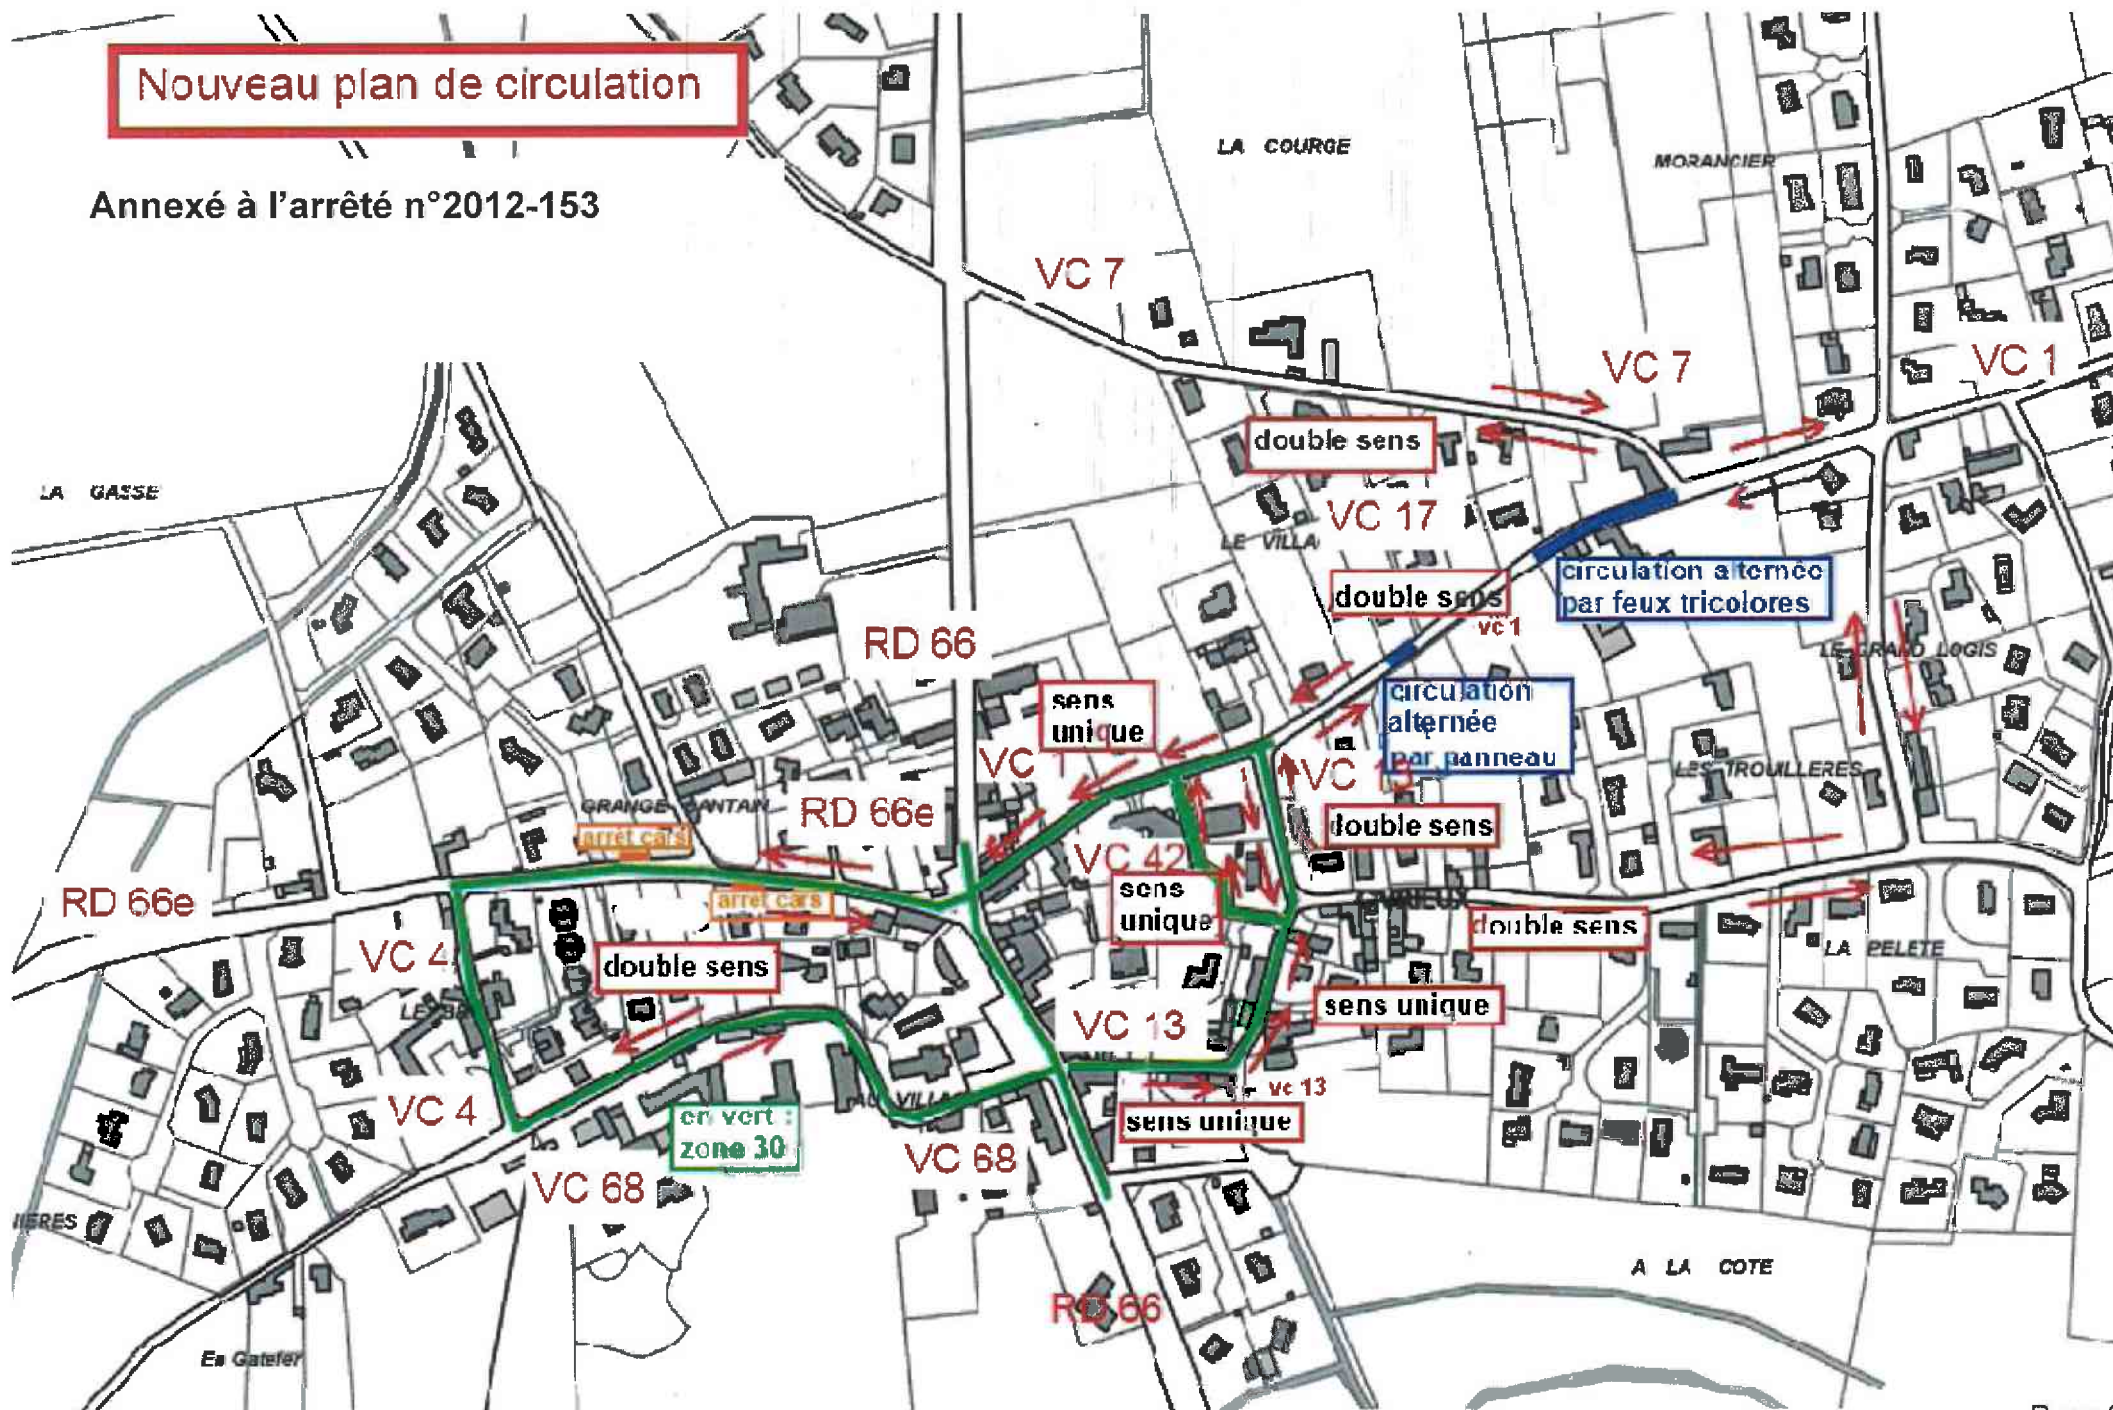 Nouveau plan de circulation
Annexé à l'arrêté n°2012-153
LA COURGE
MORANCIER
VC 7
VC 7
VC 1
double sens
LA GASSE
VC 17
LE VILLA
circulation alternée
par feux tricolores
double sens
vc 1
RD 66
LE GRAND LOGIS
sens
unique
circulation
alternée
par panneau
VC 1
VC 13
LES TROUILLERES
GRANGE
RD 66e
arrêt cars
double sens
VC 42
sens
unique
RD 66e
arrêt cars
double sens
VC 4
double sens
LA PELETE
sens unique
VC 13
vc 13
VC 4
en vert :
zone 30
sens unique
VC 68
VC 68
A LA COTE
RD 66
En Gatefer